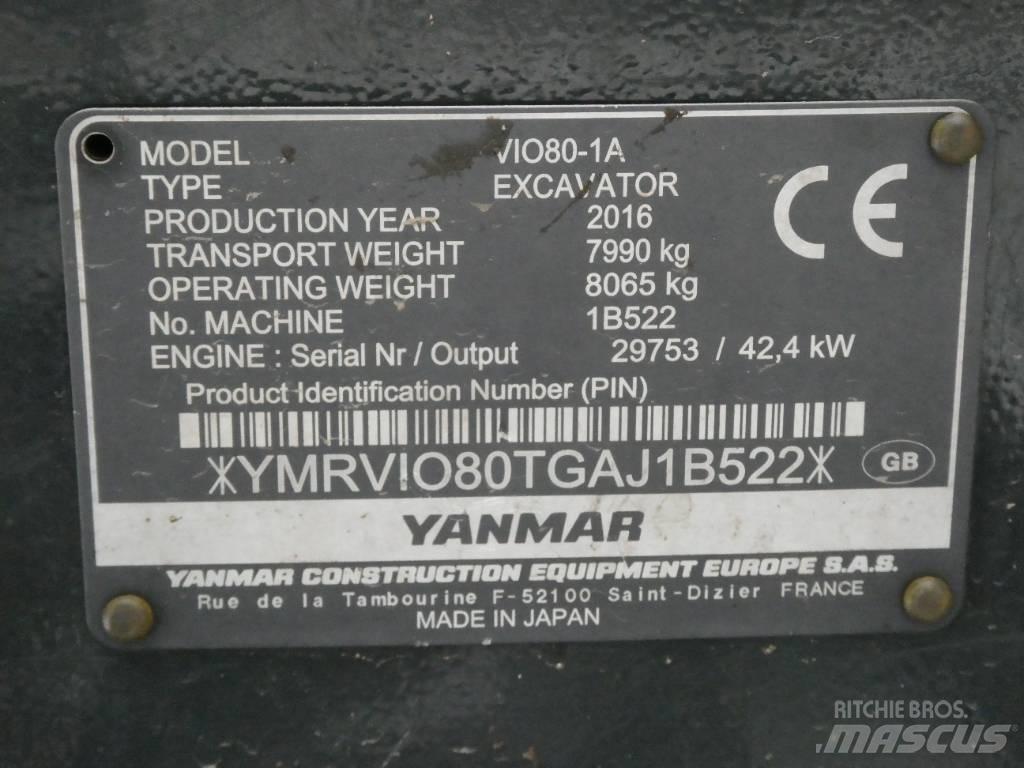 MODEL VIO80-1A
TYPE EXCAVATOR
PRODUCTION YEAR 2016
TRANSPORT WEIGHT 7990 kg
OPERATING WEIGHT 8065 kg
No. MACHINE 1B522
ENGINE : Serial Nr / Output 29753 / 42,4 kW
Product Identification Number (PIN)
*YMRVIO80TGAJ1B522*
CE
GB
YANMAR
YANMAR CONSTRUCTION EQUIPMENT EUROPE S.A.S.
Rue de la Tambourine F-52100 Saint-Dizier FRANCE
MADE IN JAPAN
RITCHIE BROS.
MASCUS